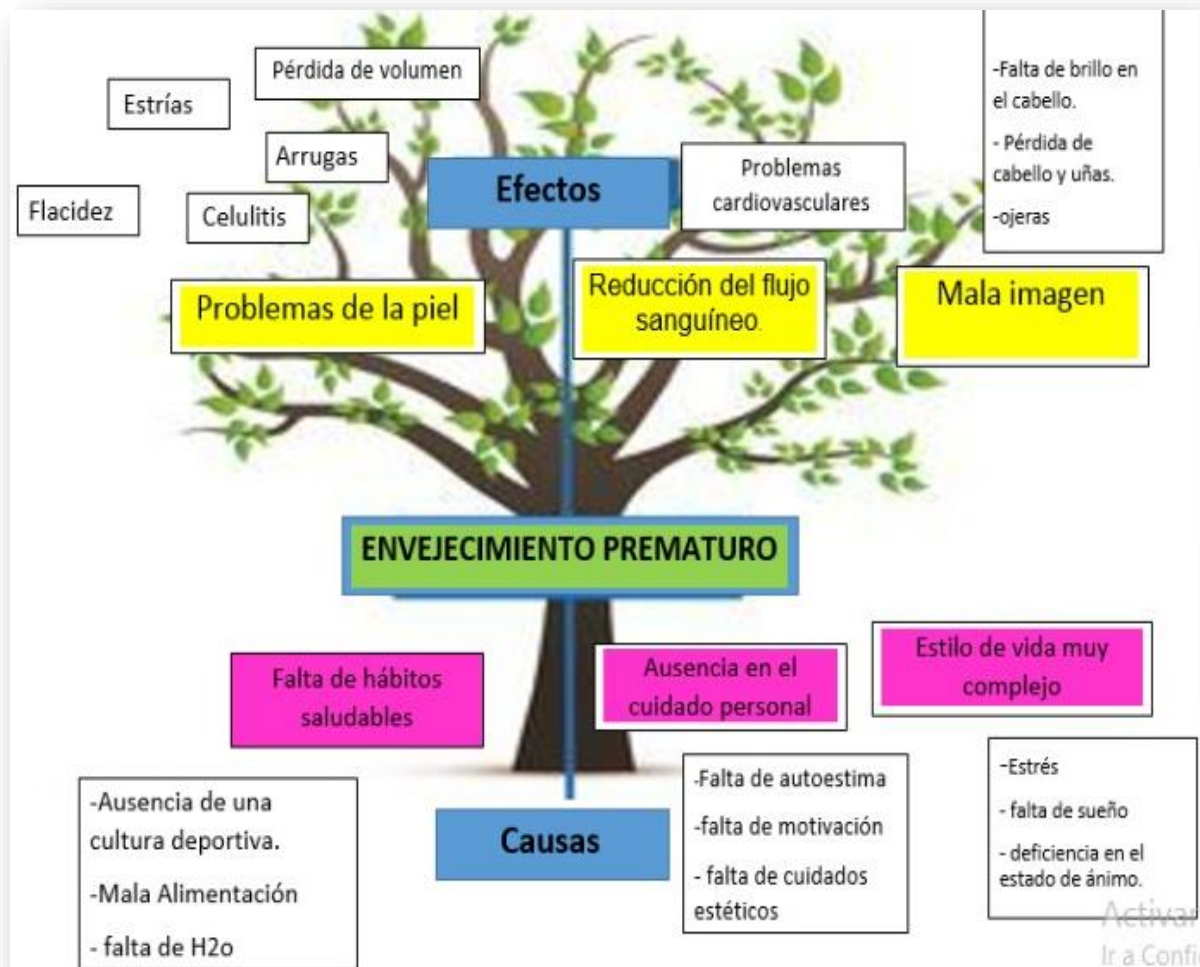 Pérdida de volumen
Estrías
Arrugas
Flacidez
Celulitis
Efectos
Problemas
cardiovasculares
-Falta de brillo en
el cabello.
- Pérdida de
cabello y uñas.
-ojeras
Problemas de la piel
Reducción del flujo
sanguíneo.
Mala imagen
ENVEJECIMIENTO PREMATURO
Falta de hábitos
saludables
Ausencia en el
cuidado personal
Estilo de vida muy
complejo
-Ausencia de una
cultura deportiva.
-Mala Alimentación
- falta de H2o
Causas
-Falta de autoestima
-falta de motivación
- falta de cuidados
estéticos
-Estrés
- falta de sueño
- deficiencia en el
estado de ánimo.
Activar
Ir a Confi